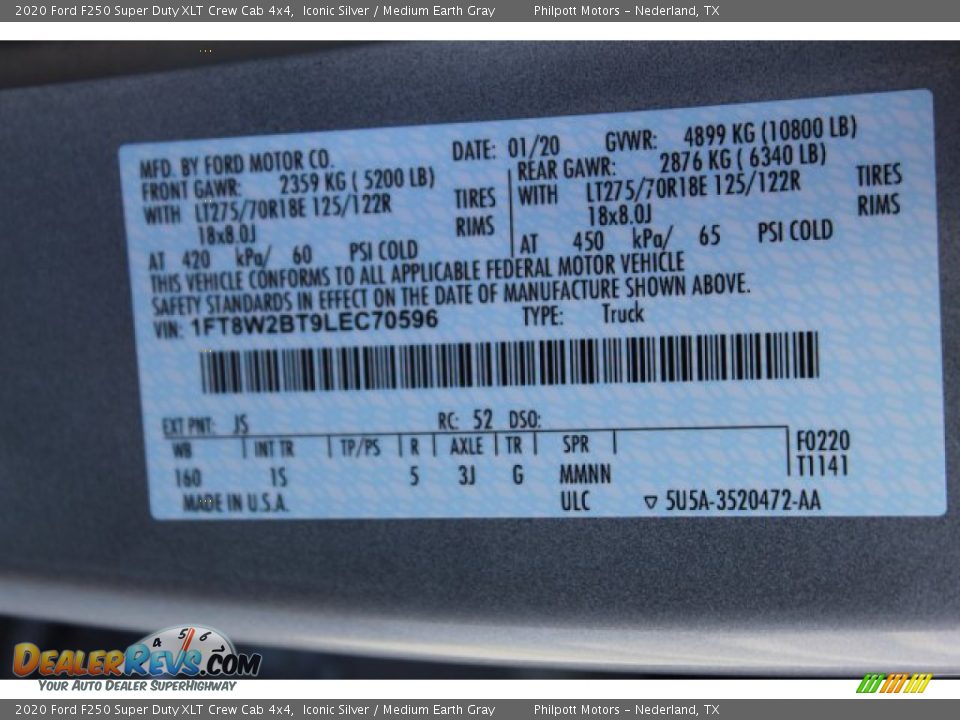 2020 Ford F250 Super Duty XLT Crew Cab 4x4, Iconic Silver / Medium Earth Gray Philpott Motors – Nederland, TX
MFD. BY FORD MOTOR CO. DATE: 01/20 GVWR: 4899 KG (10800 LB)
FRONT GAWR: 2359 KG ( 5200 LB) REAR GAWR: 2876 KG ( 6340 LB)
WITH LT275/70R18E 125/122R TIRES WITH LT275/70R18E 125/122R TIRES
18x8.0J RIMS 18x8.0J RIMS
AT 420 kPa/ 60 PSI COLD AT 450 kPa/ 65 PSI COLD
THIS VEHICLE CONFORMS TO ALL APPLICABLE FEDERAL MOTOR VEHICLE
SAFETY STANDARDS IN EFFECT ON THE DATE OF MANUFACTURE SHOWN ABOVE.
VIN: 1FT8W2BT9LEC70596 TYPE: Truck
EXT PNT: JS RC: 52 DSO:
WB INT TR TP/PS R AXLE TR SPR F0220
160 1S 5 3J G MMNN T1141
MADE IN U.S.A. ULC ▽ 5U5A-3520472-AA
4 5 6
DealerRevs.com
Your Auto Dealer SuperHighway
2020 Ford F250 Super Duty XLT Crew Cab 4x4, Iconic Silver / Medium Earth Gray Philpott Motors – Nederland, TX